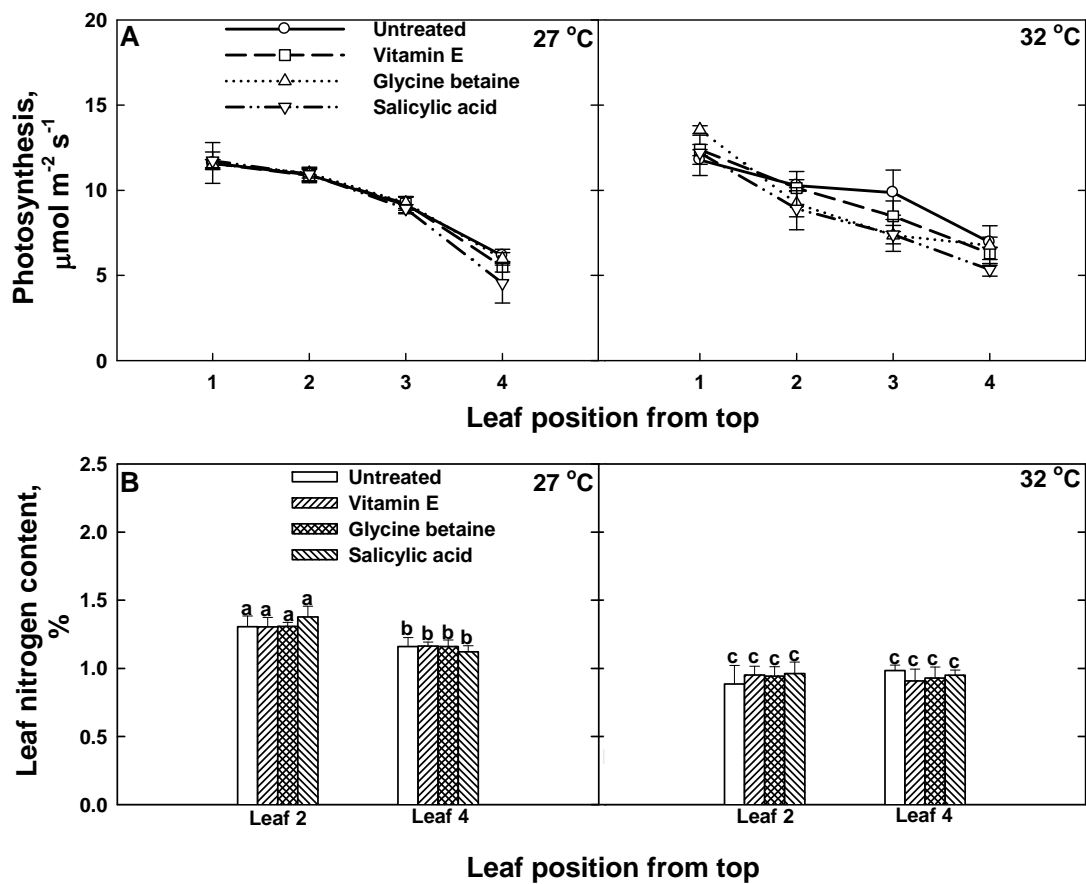 A
Untreated
Vitamin E
Glycine betaine
Salicylic acid
27 °C
32 °C
Photosynthesis,
µmol m⁻² s⁻¹
20
15
10
5
0
1 2 3 4 1 2 3 4
Leaf position from top
B
Untreated
Vitamin E
Glycine betaine
Salicylic acid
27 °C
32 °C
Leaf nitrogen content,
%
2.5
2.0
1.5
1.0
0.5
0.0
a a a a b b b b c c c c c c c c
Leaf 2 Leaf 4 Leaf 2 Leaf 4
Leaf position from top